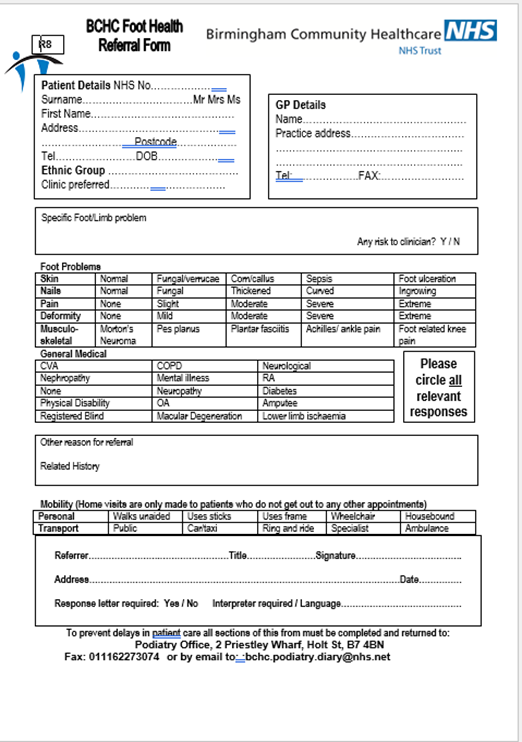 BCHC Foot Health
Referral Form
Birmingham Community Healthcare NHS
NHS Trust
R8
Patient Details NHS No.………………
Surname……………………………Mr Mrs Ms
First Name……………………………………
Address……………………………………
……………………Postcode………………
Tel……………………DOB………………
Ethnic Group ……………………………………
Clinic preferred……………………………
GP Details
Name…………………………………………
Practice address……………………………
……………………………………………………
……………………………………………………
Tel:……………………FAX:……………………
Specific Foot/Limb problem
Any risk to clinician? Y / N
Foot Problems
Skin Normal Fungal/verrucae Corn/callus Sepsis Foot ulceration
Nails Normal Fungal Thickened Curved Ingrowing
Pain None Slight Moderate Severe Extreme
Deformity None Mild Moderate Severe Extreme
Musculo- Morton's Pes planus Plantar fasciitis Achilles/ ankle pain Foot related knee
skeletal Neuroma pain
General Medical
CVA COPD Neurological
Nephropathy Mental illness RA
None Neuropathy Diabetes
Physical Disability OA Amputee
Registered Blind Macular Degeneration Lower limb ischaemia
Please
circle all
relevant
responses
Other reason for referral
Related History
Mobility (Home visits are only made to patients who do not get out to any other appointments)
Personal Walks unaided Uses sticks Uses frame Wheelchair Housebound
Transport Public Car/taxi Ring and ride Specialist Ambulance
Referrer……………………………………Title…………………Signature……………………………
Address…………………………………………………………………………………Date……………
Response letter required: Yes / No Interpreter required / Language…………………………………
To prevent delays in patient care all sections of this from must be completed and returned to:
Podiatry Office, 2 Priestley Wharf, Holt St, B7 4BN
Fax: 011162273074 or by email to: :bchc.podiatry.diary@nhs.net